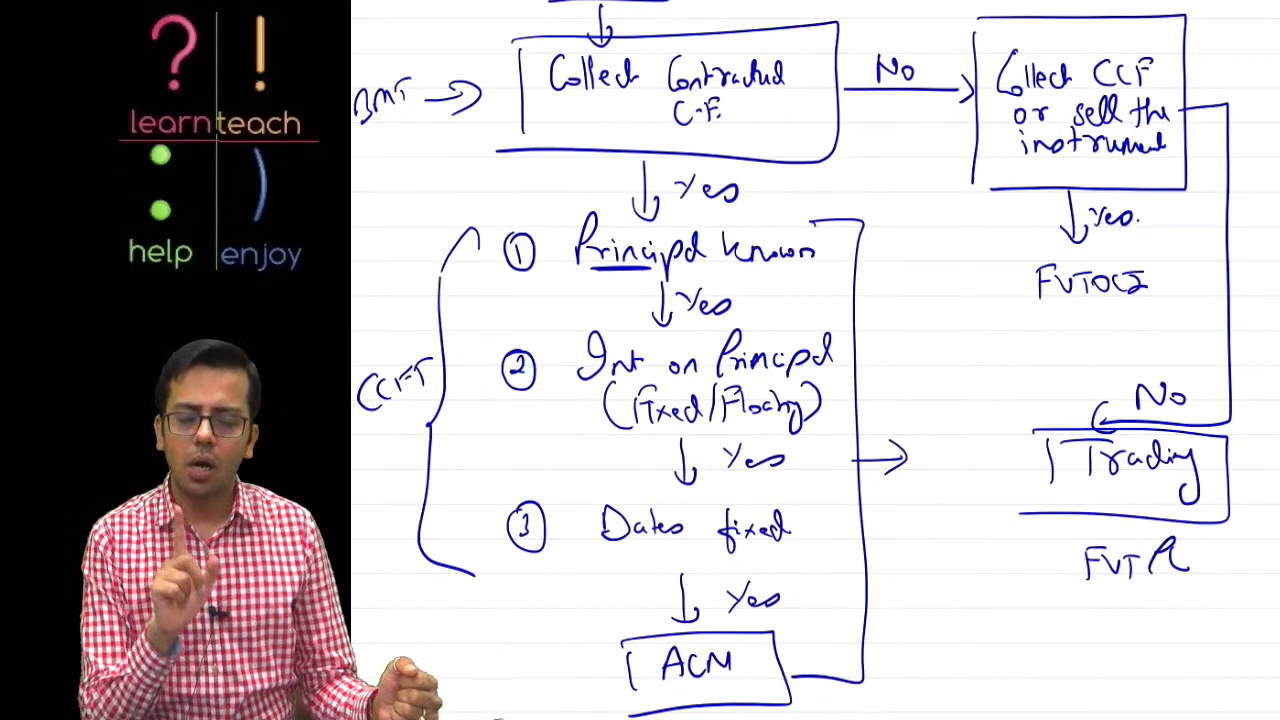 ?
!
learn teach
:
)
help enjoy
BMT
Collect Contracted
C.F.
No
Collect CCF
or sell the
instrument
Yes
Yes.
FVTOCI
CCFT
① Principal known
Yes
② Int on Principal
(Fixed/Floating)
Yes
No
Trading
FVTPL
③ Dates fixed
Yes
ACM